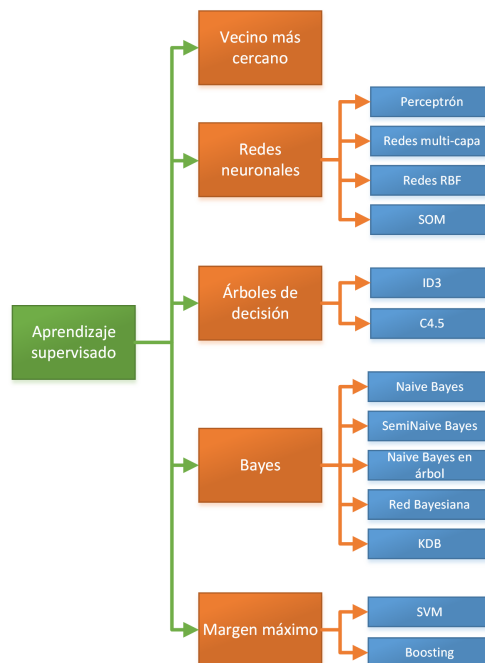 Vecino más
cercano
Redes
neuronales
Perceptrón
Redes multi-capa
Redes RBF
SOM
Árboles de
decisión
ID3
C4.5
Aprendizaje
supervisado
Bayes
Naive Bayes
SemiNaive Bayes
Naive Bayes en
árbol
Red Bayesiana
KDB
Margen máximo
SVM
Boosting